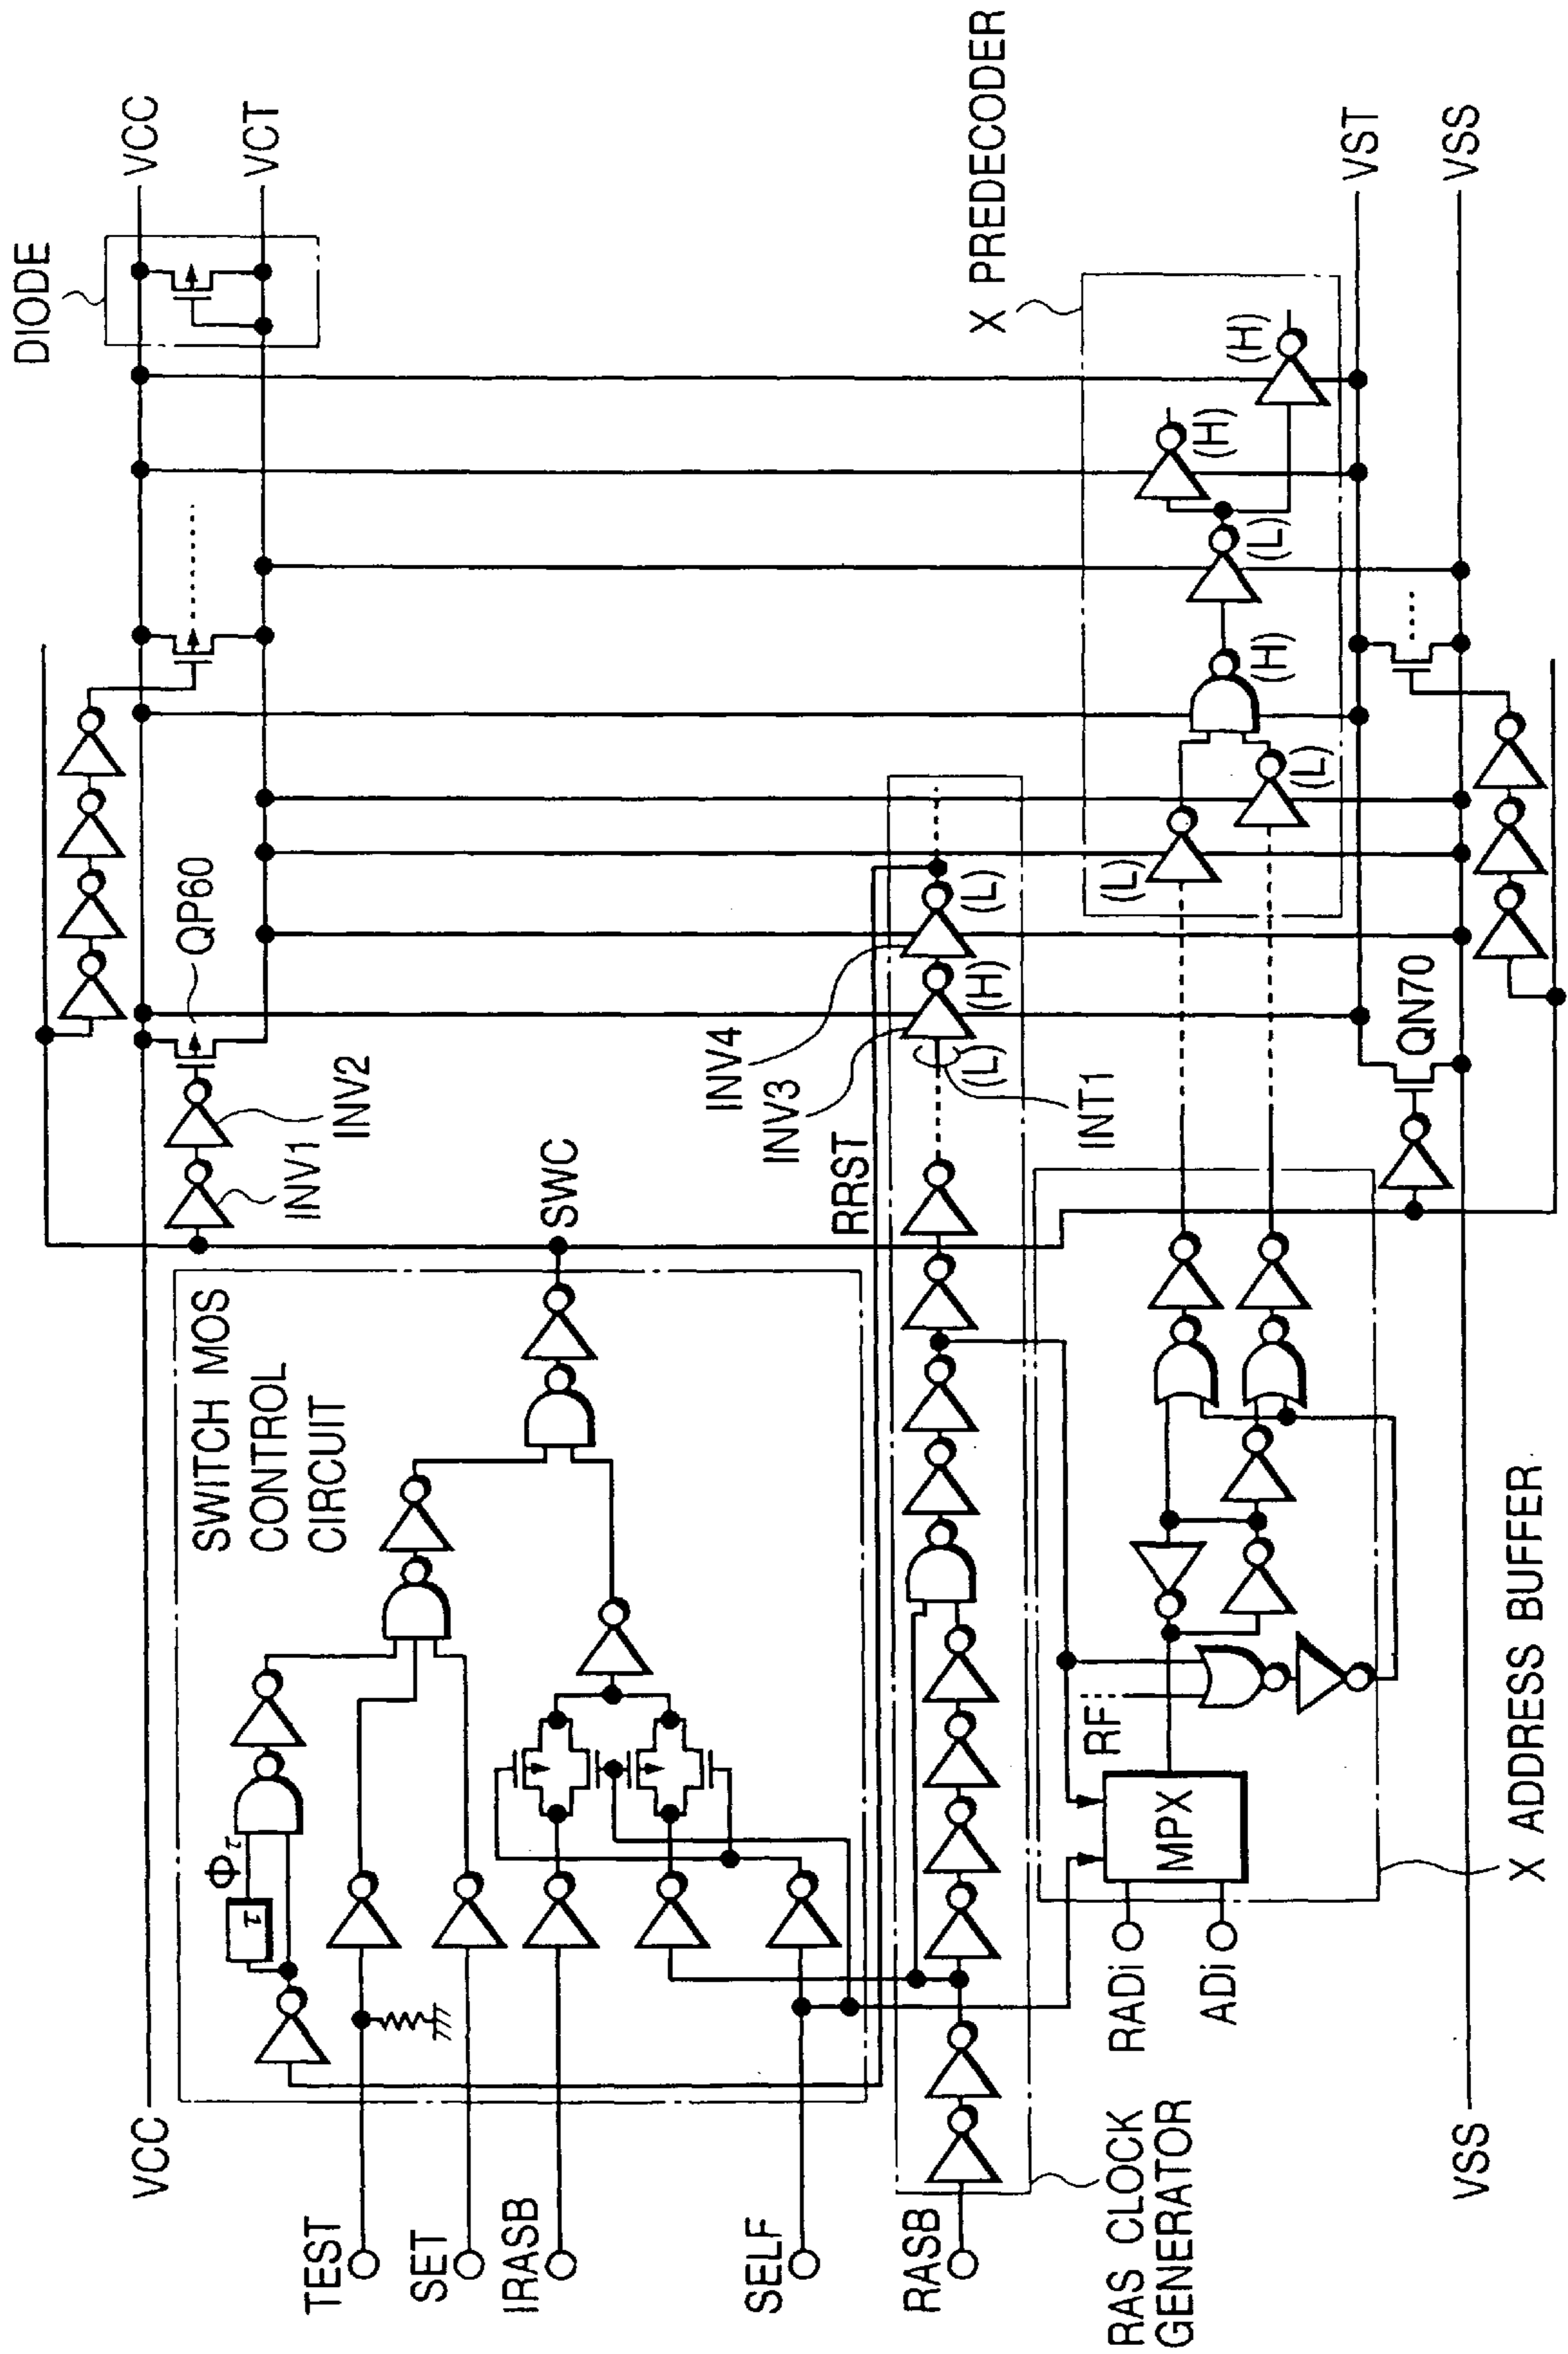 DIODE
VCC
VCT
X PREDECODER
VST
VSS
QP60
INV1
INV2
INV4
INV3
INT1
RRST
SWC
QN70
(L)
(H)
(L)
(L)
(L)
(H)
(L)
(H)
(H)
SWITCH MOS
CONTROL
CIRCUIT
Φτ
τ
VCC
TEST
SET
IRASB
SELF
RASB
RAS CLOCK
GENERATOR
RF
MPX
RADi
ADi
X ADDRESS BUFFER
VSS